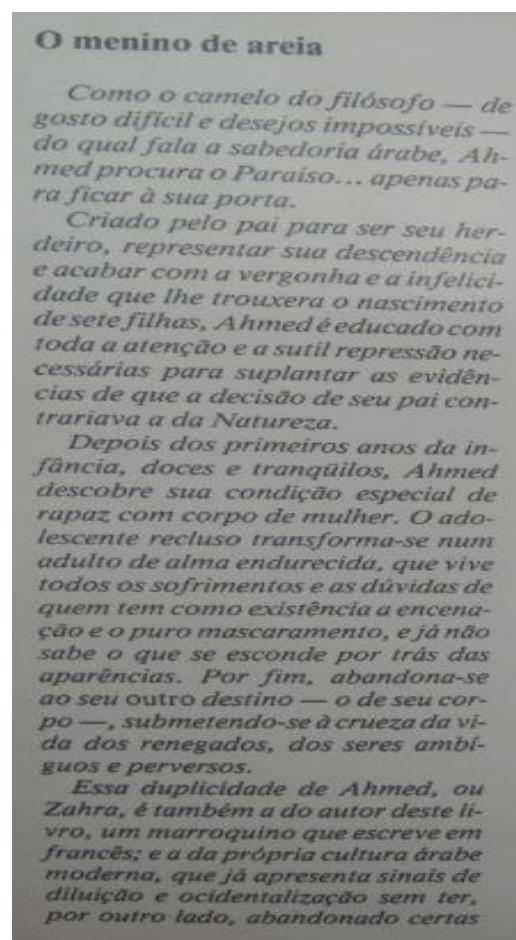 O menino de areia
Como o camelo do filósofo — de
gosto difícil e desejos impossíveis —
do qual fala a sabedoria árabe, Ah-
med procura o Paraíso... apenas pa-
ra ficar à sua porta.
Criado pelo pai para ser seu her-
deiro, representar sua descendência
e acabar com a vergonha e a infelici-
dade que lhe trouxera o nascimento
de sete filhas, Ahmed é educado com
toda a atenção e a sutil repressão ne-
cessárias para suplantar as evidên-
cias de que a decisão de seu pai con-
trariava a da Natureza.
Depois dos primeiros anos da in-
fância, doces e tranqüilos, Ahmed
descobre sua condição especial de
rapaz com corpo de mulher. O ado-
lescente recluso transforma-se num
adulto de alma endurecida, que vive
todos os sofrimentos e as dúvidas de
quem tem como existência a encena-
ção e o puro mascaramento, e já não
sabe o que se esconde por trás das
aparências. Por fim, abandona-se
ao seu outro destino — o de seu cor-
po —, submetendo-se à crueza da vi-
da dos renegados, dos seres ambí-
guos e perversos.
Essa duplicidade de Ahmed, ou
Zahra, é também a do autor deste li-
vro, um marroquino que escreve em
francês; e a da própria cultura árabe
moderna, que já apresenta sinais de
diluição e ocidentalização sem ter,
por outro lado, abandonado certas